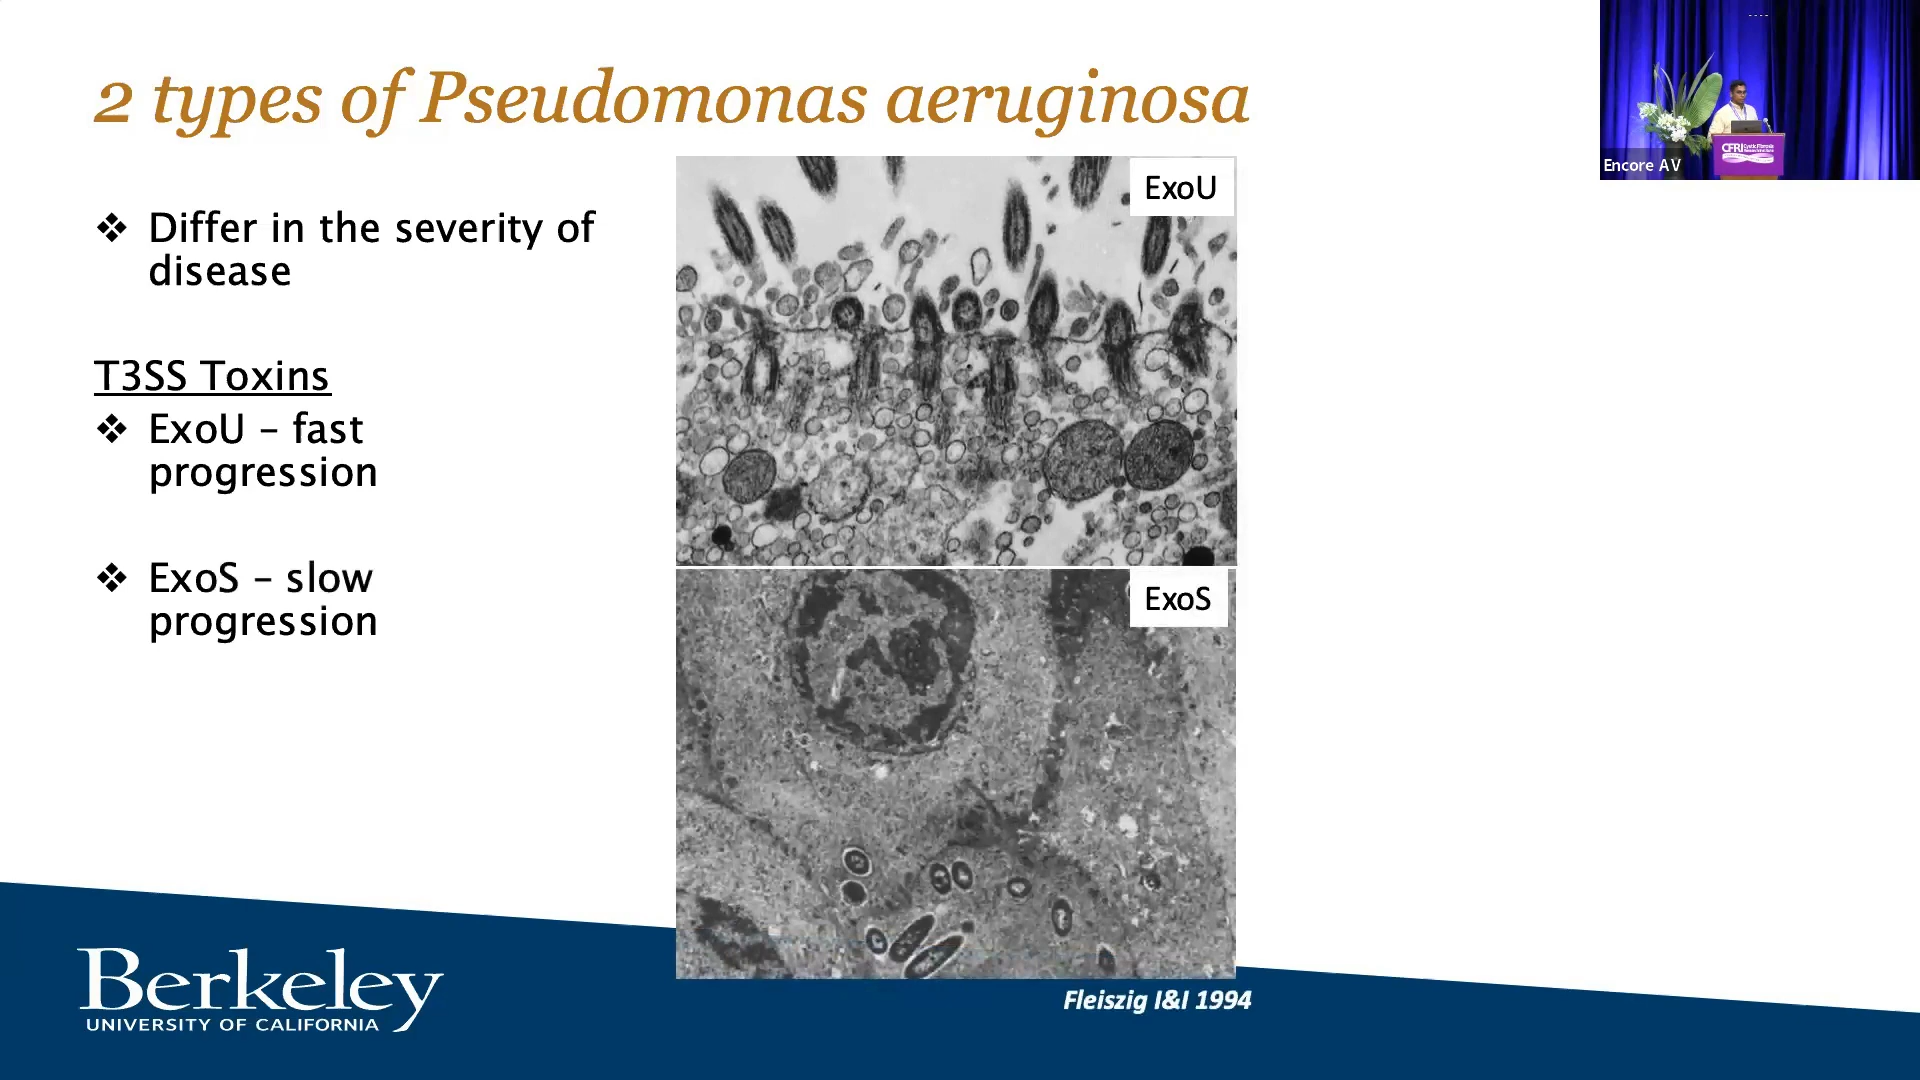 2 types of Pseudomonas aeruginosa
❖ Differ in the severity of
disease
T3SS Toxins
❖ ExoU – fast
progression
❖ ExoS – slow
progression
ExoU
ExoS
Fleiszig I&I 1994
Berkeley
UNIVERSITY OF CALIFORNIA
Encore AV
CFRI